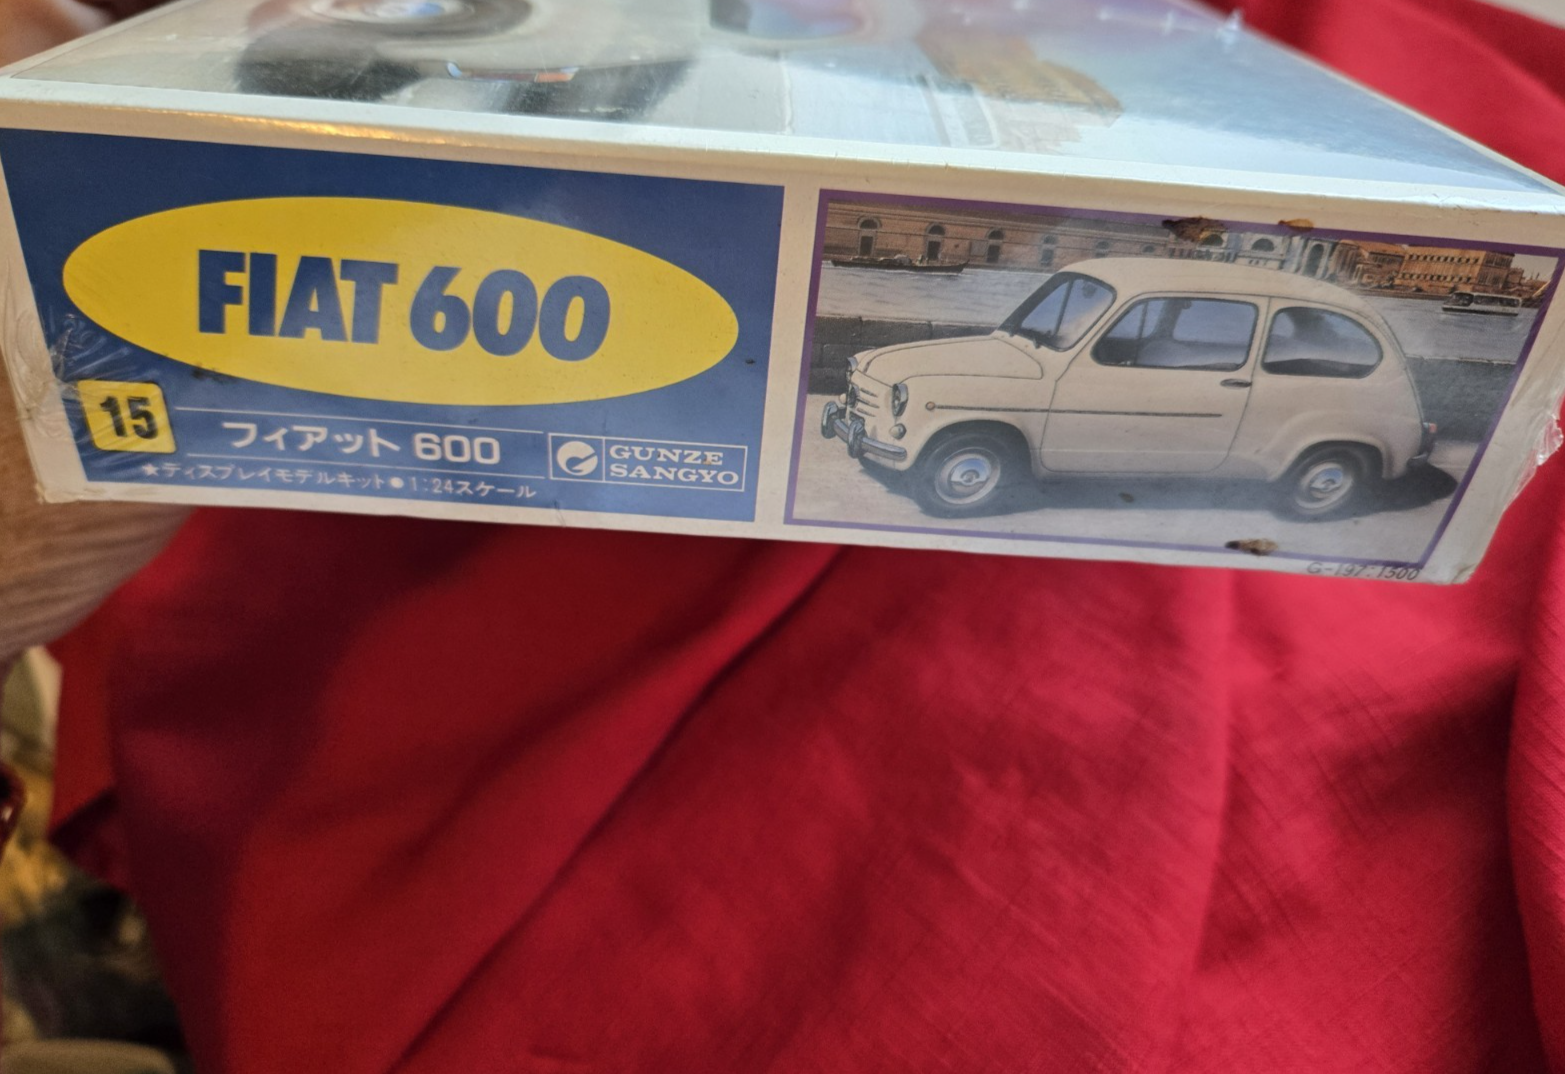 FIAT 600
15
フィアット 600
★ディスプレイモデルキット●1:24スケール
GUNZE
SANGYO
G-197:1500